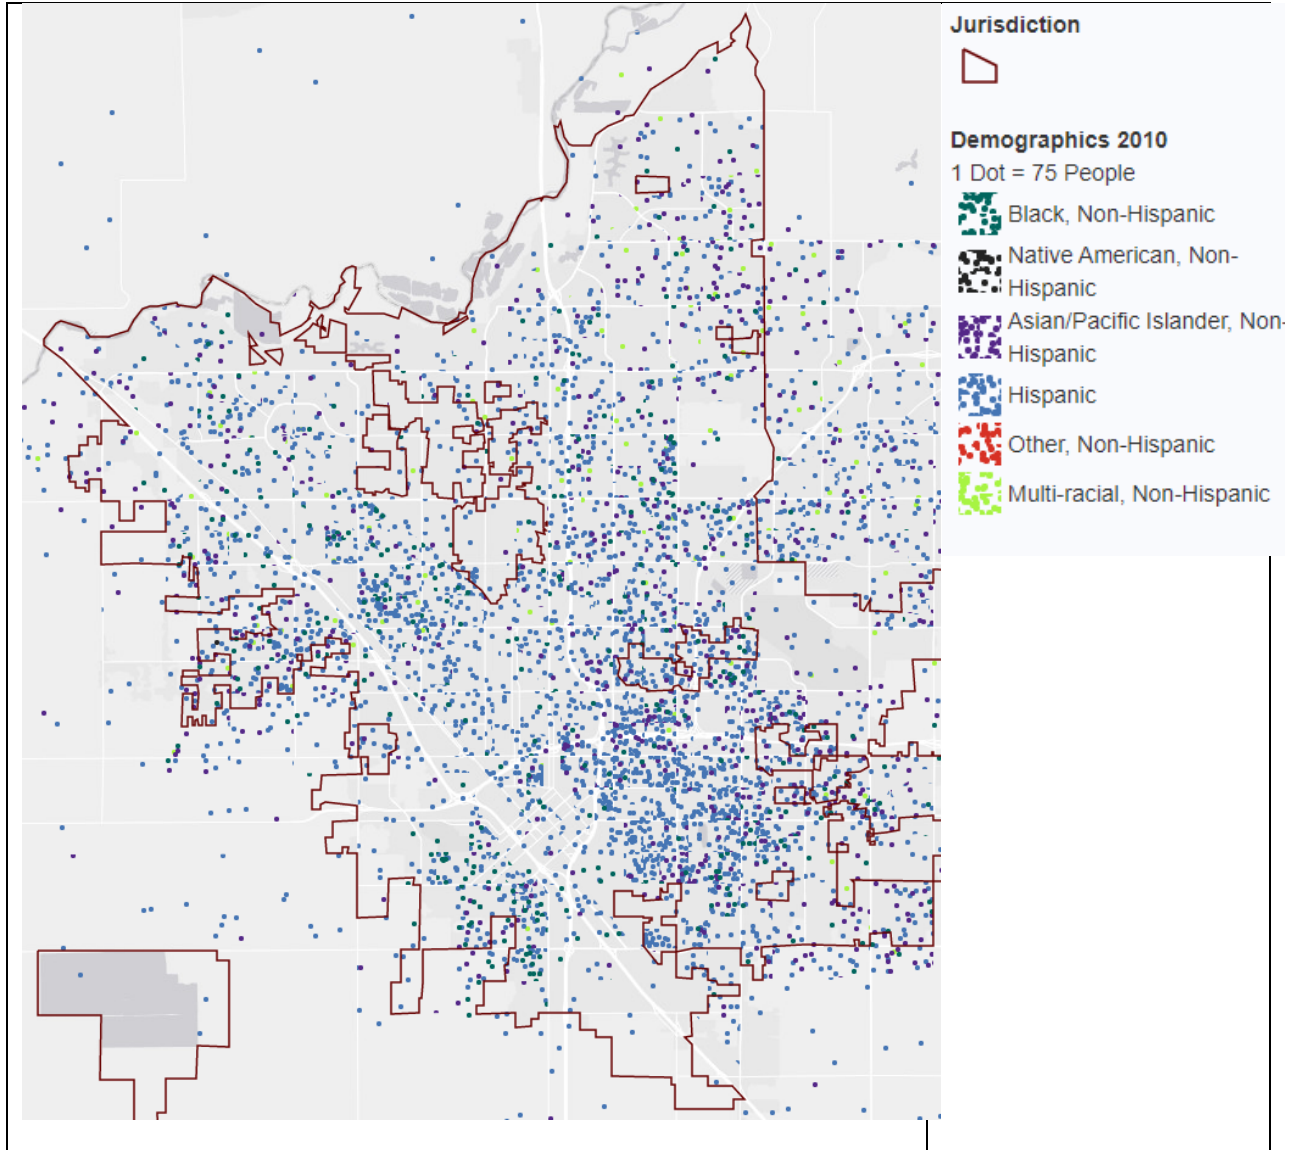 Jurisdiction
Demographics 2010
1 Dot = 75 People
Black, Non-Hispanic
Native American, Non-
Hispanic
Asian/Pacific Islander, Non-
Hispanic
Hispanic
Other, Non-Hispanic
Multi-racial, Non-Hispanic